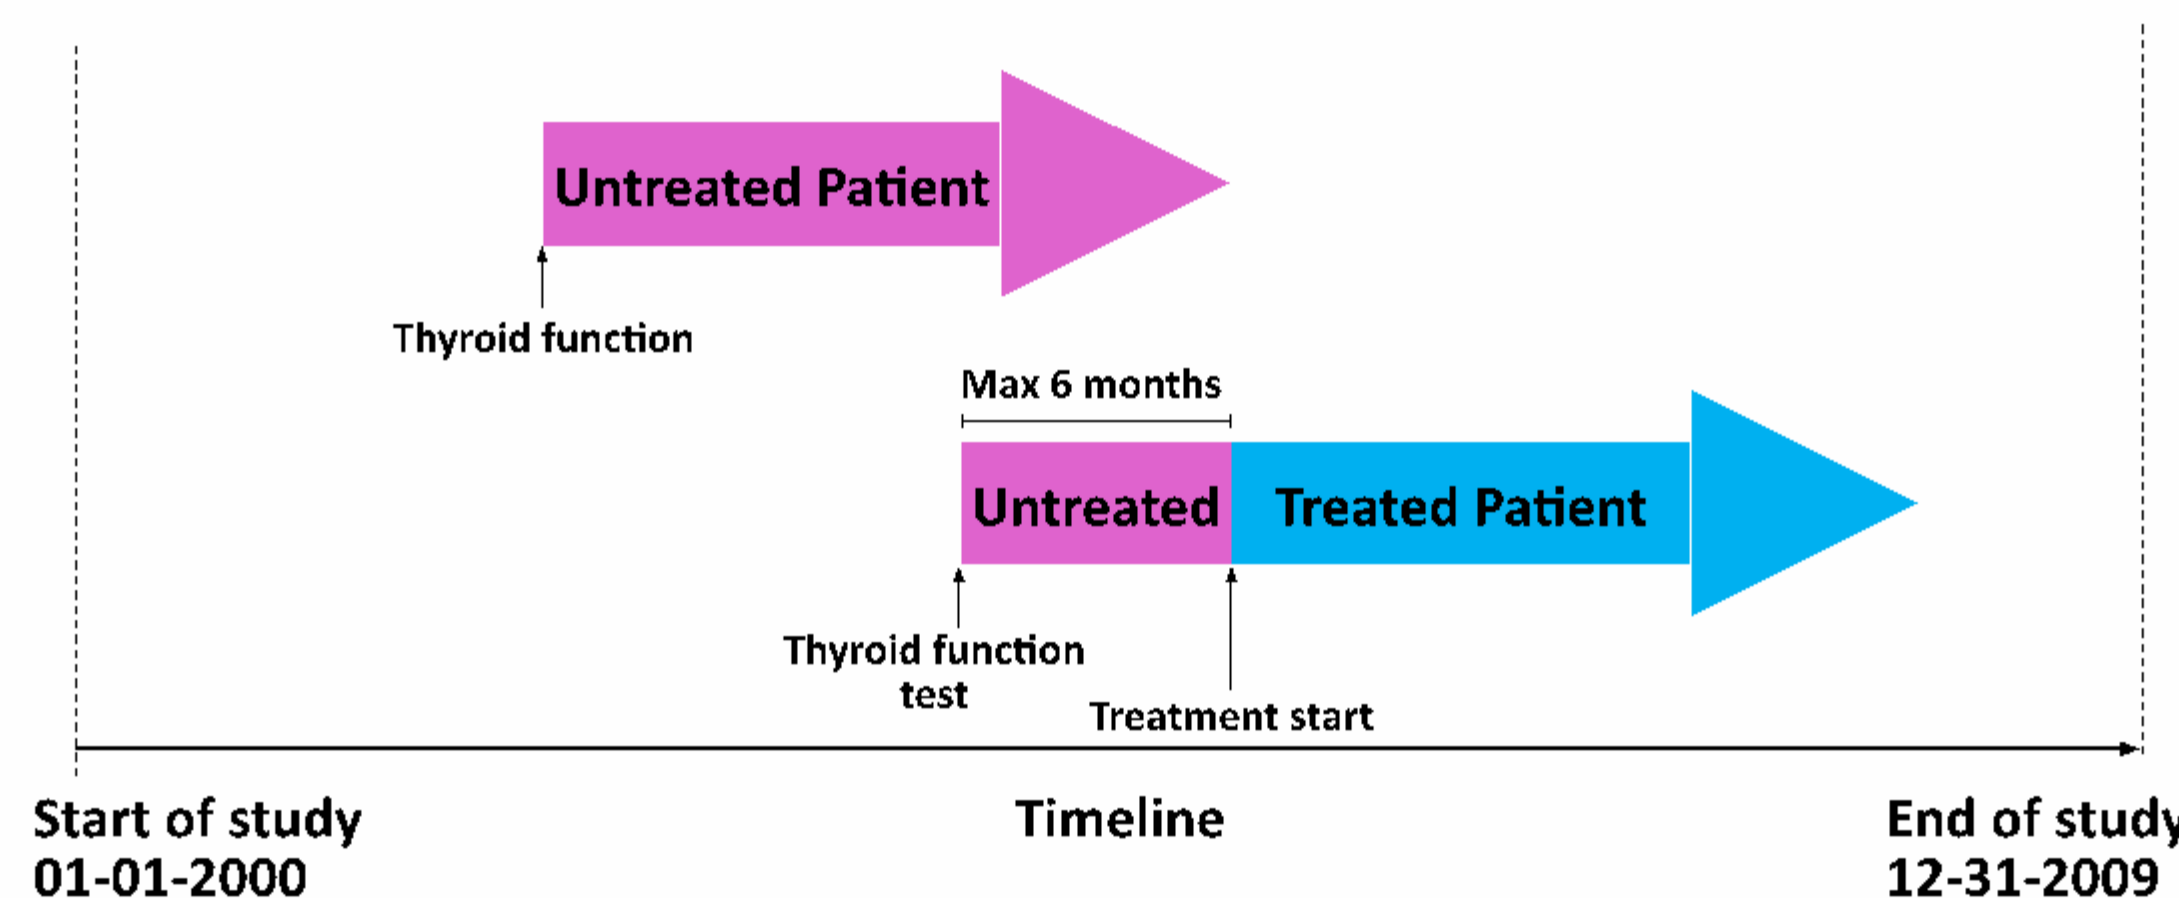 Untreated Patient
Thyroid function
Max 6 months
Untreated
Treated Patient
Thyroid function
test
Treatment start
Start of study
01-01-2000
Timeline
End of study
12-31-2009